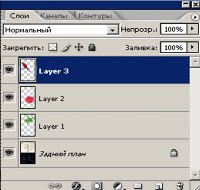 Слои Каналы Контуры
Нормальный Непрозр.: 100%
Закрепить: Заливка: 100%
Layer 3
Layer 2
Layer 1
Задний план